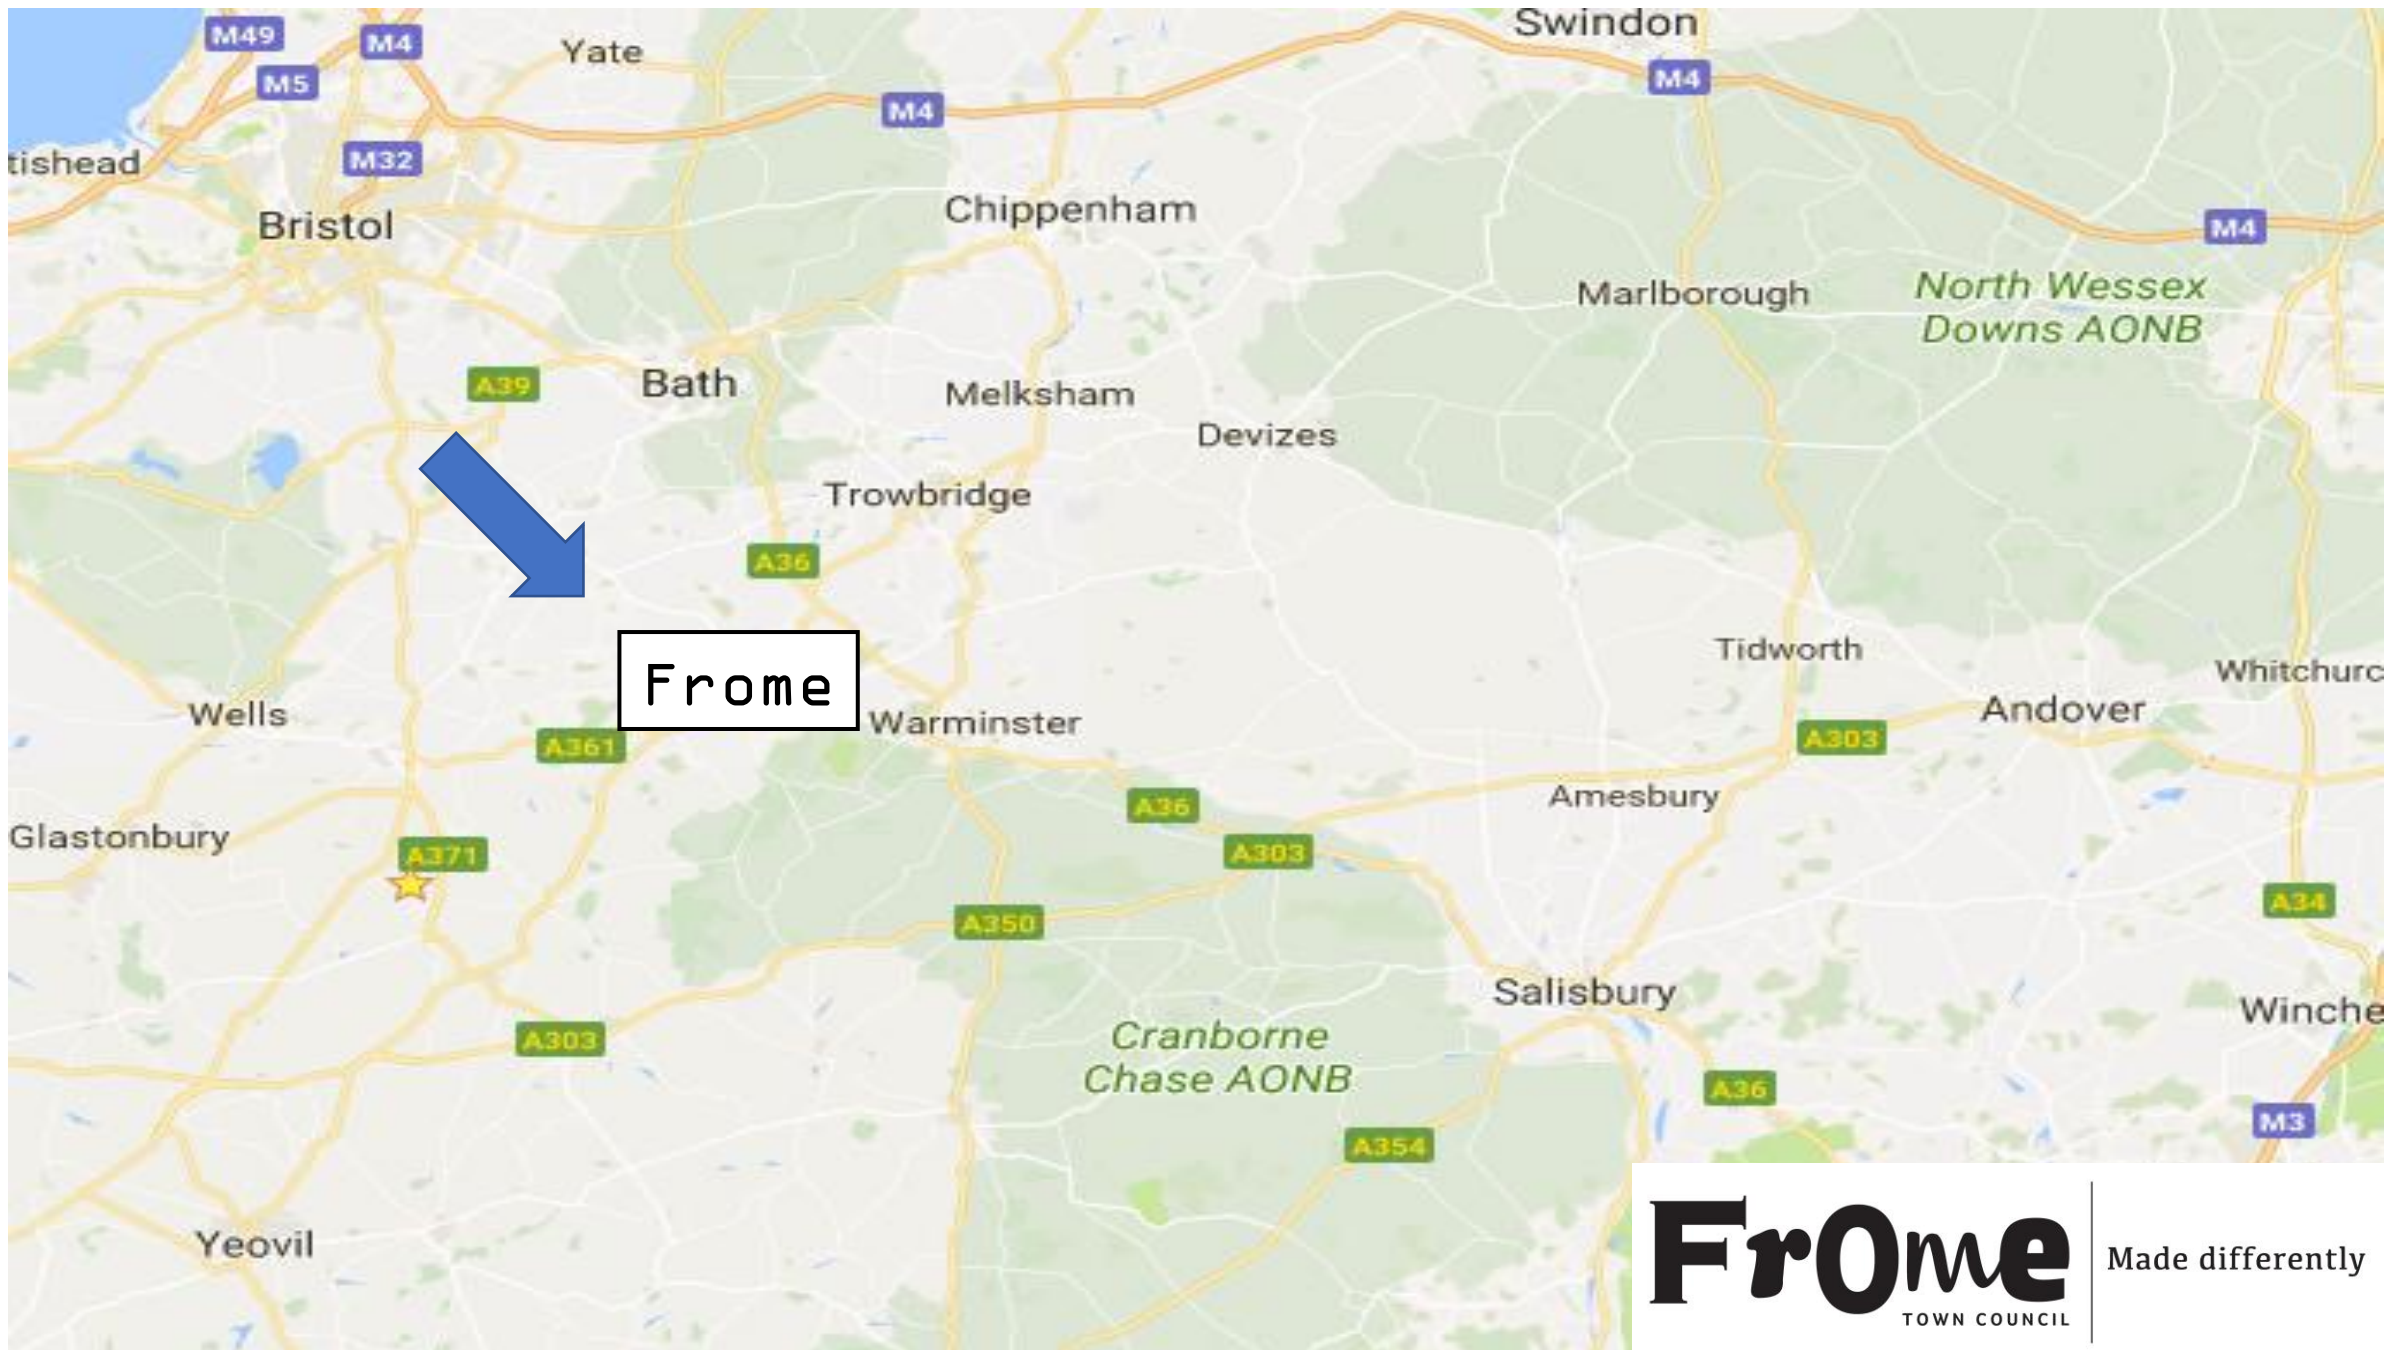 Swindon
M49
M4
Yate
M5
M4
M4
tishead
M32
Bristol
Chippenham
M4
Marlborough
North Wessex
Downs AONB
A39
Bath
Melksham
Devizes
Trowbridge
A36
Frome
Tidworth
Whitchurc
Wells
Warminster
Andover
A361
A303
Amesbury
A36
Glastonbury
A371
A303
A34
A350
Salisbury
Winche
A303
Cranborne
Chase AONB
A36
M3
A354
Yeovil
Frome
TOWN COUNCIL
Made differently